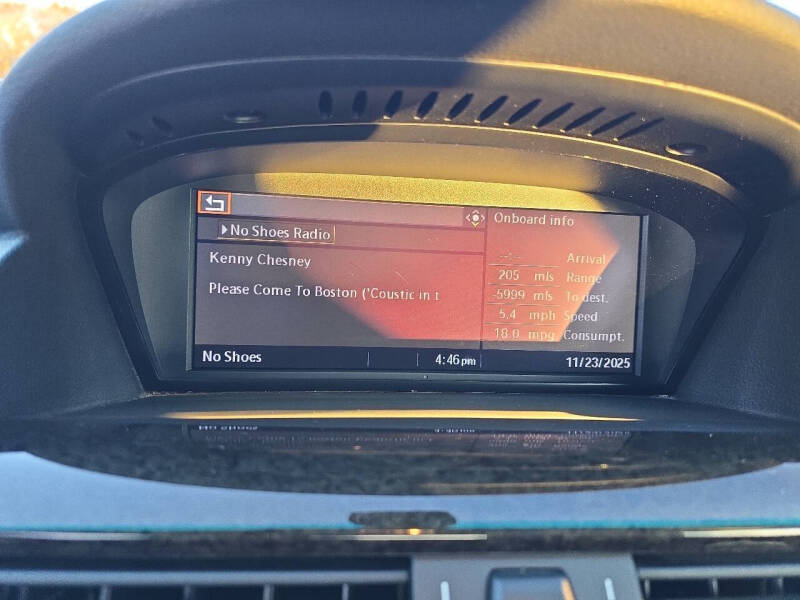 No Shoes Radio
Kenny Chesney
Please Come To Boston ('Coustic in t
Onboard info
--:-- Arrival
205 mls Range
-5999 mls To dest.
5.4 mph Speed
18.0 mpg Consumpt.
No Shoes 4:46 pm 11/23/2025